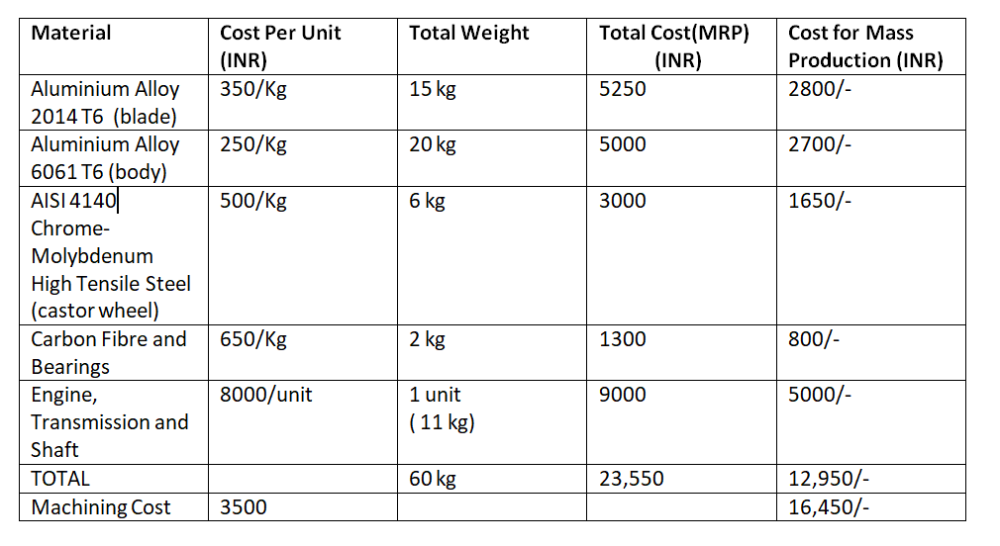 Material Cost Per Unit (INR) Total Weight Total Cost(MRP) (INR) Cost for Mass Production (INR)
Aluminium Alloy 2014 T6 (blade) 350/Kg 15 kg 5250 2800/-
Aluminium Alloy 6061 T6 (body) 250/Kg 20 kg 5000 2700/-
AISI 4140 Chrome-Molybdenum High Tensile Steel (castor wheel) 500/Kg 6 kg 3000 1650/-
Carbon Fibre and Bearings 650/Kg 2 kg 1300 800/-
Engine, Transmission and Shaft 8000/unit 1 unit ( 11 kg) 9000 5000/-
TOTAL 60 kg 23,550 12,950/-
Machining Cost 3500 16,450/-